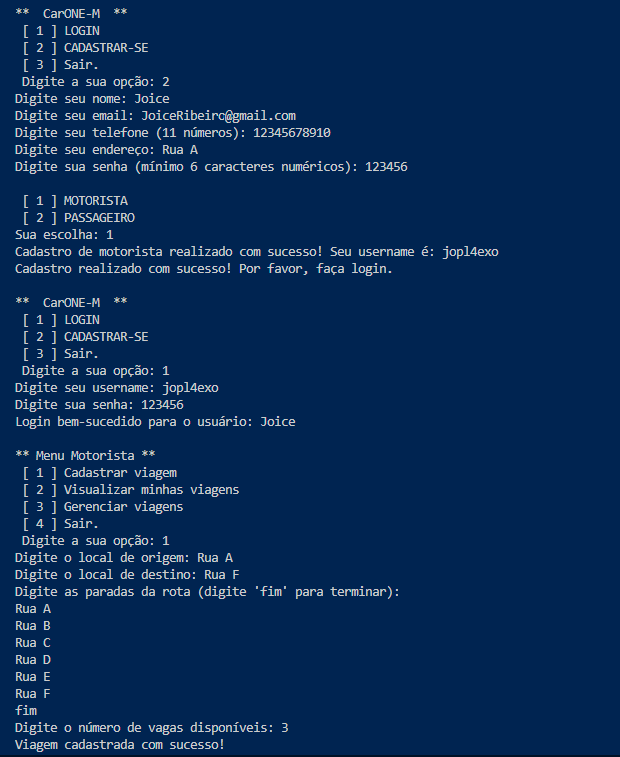 **  CarONE-M  **
[ 1 ] LOGIN
[ 2 ] CADASTRAR-SE
[ 3 ] Sair.
Digite a sua opção: 2
Digite seu nome: Joice
Digite seu email: JoiceRibeiro@gmail.com
Digite seu telefone (11 números): 12345678910
Digite seu endereço: Rua A
Digite sua senha (mínimo 6 caracteres numéricos): 123456

[ 1 ] MOTORISTA
[ 2 ] PASSAGEIRO
Sua escolha: 1
Cadastro de motorista realizado com sucesso! Seu username é: jopl4exo
Cadastro realizado com sucesso! Por favor, faça login.

**  CarONE-M  **
[ 1 ] LOGIN
[ 2 ] CADASTRAR-SE
[ 3 ] Sair.
Digite a sua opção: 1
Digite seu username: jopl4exo
Digite sua senha: 123456
Login bem-sucedido para o usuário: Joice

** Menu Motorista **
[ 1 ] Cadastrar viagem
[ 2 ] Visualizar minhas viagens
[ 3 ] Gerenciar viagens
[ 4 ] Sair.
Digite a sua opção: 1
Digite o local de origem: Rua A
Digite o local de destino: Rua F
Digite as paradas da rota (digite 'fim' para terminar):
Rua A
Rua B
Rua C
Rua D
Rua E
Rua F
fim
Digite o número de vagas disponíveis: 3
Viagem cadastrada com sucesso!